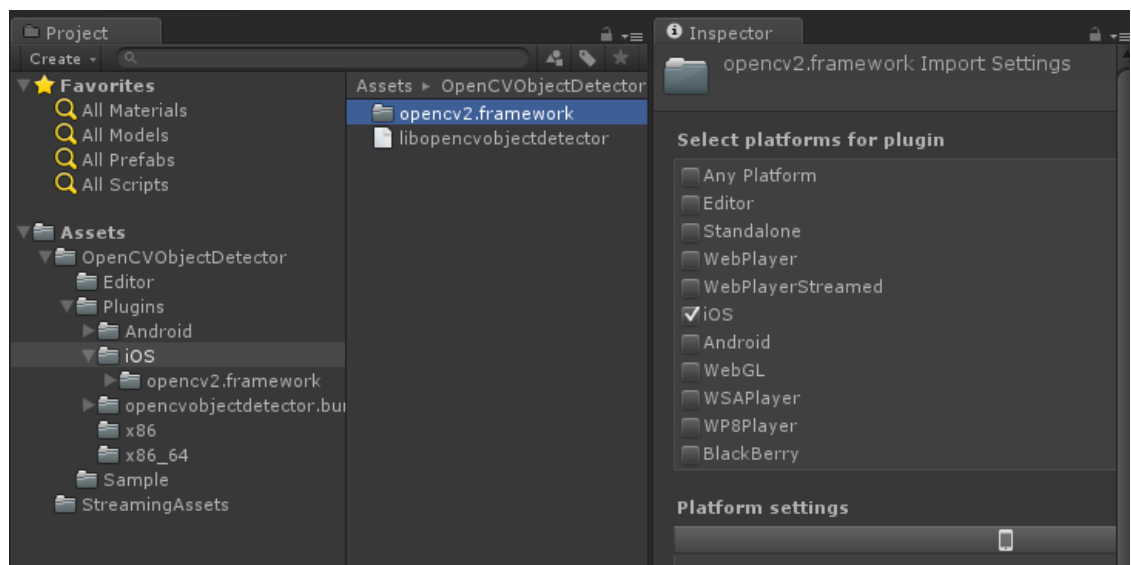 Project
Create
Favorites
All Materials
All Models
All Prefabs
All Scripts
Assets
OpenCVObjectDetector
Editor
Plugins
Android
iOS
opencv2.framework
opencvobjectdetector.bu
x86
x86_64
Sample
StreamingAssets
Assets ▸ OpenCVObjectDetector
opencv2.framework
libopencvobjectdetector
Inspector
opencv2.framework Import Settings
Select platforms for plugin
Any Platform
Editor
Standalone
WebPlayer
WebPlayerStreamed
iOS
Android
WebGL
WSAPlayer
WP8Player
BlackBerry
Platform settings